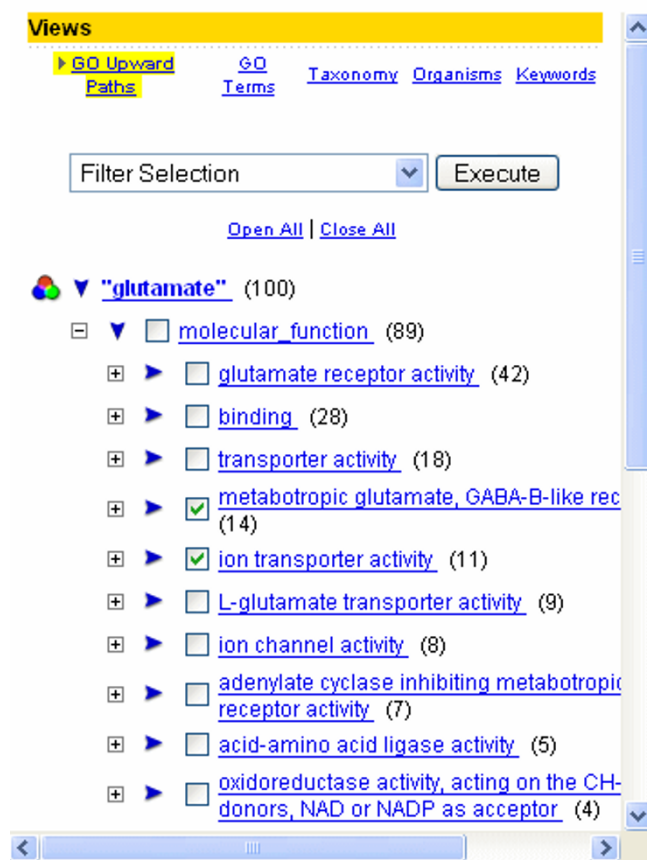 Views
GO Upward
Paths
GO
Terms
Taxonomy
Organisms
Keywords
Filter Selection
Execute
Open All | Close All
"glutamate" (100)
molecular_function (89)
glutamate receptor activity (42)
binding (28)
transporter activity (18)
metabotropic glutamate, GABA-B-like rec
(14)
ion transporter activity (11)
L-glutamate transporter activity (9)
ion channel activity (8)
adenylate cyclase inhibiting metabotropic
receptor activity (7)
acid-amino acid ligase activity (5)
oxidoreductase activity, acting on the CH-
donors, NAD or NADP as acceptor (4)